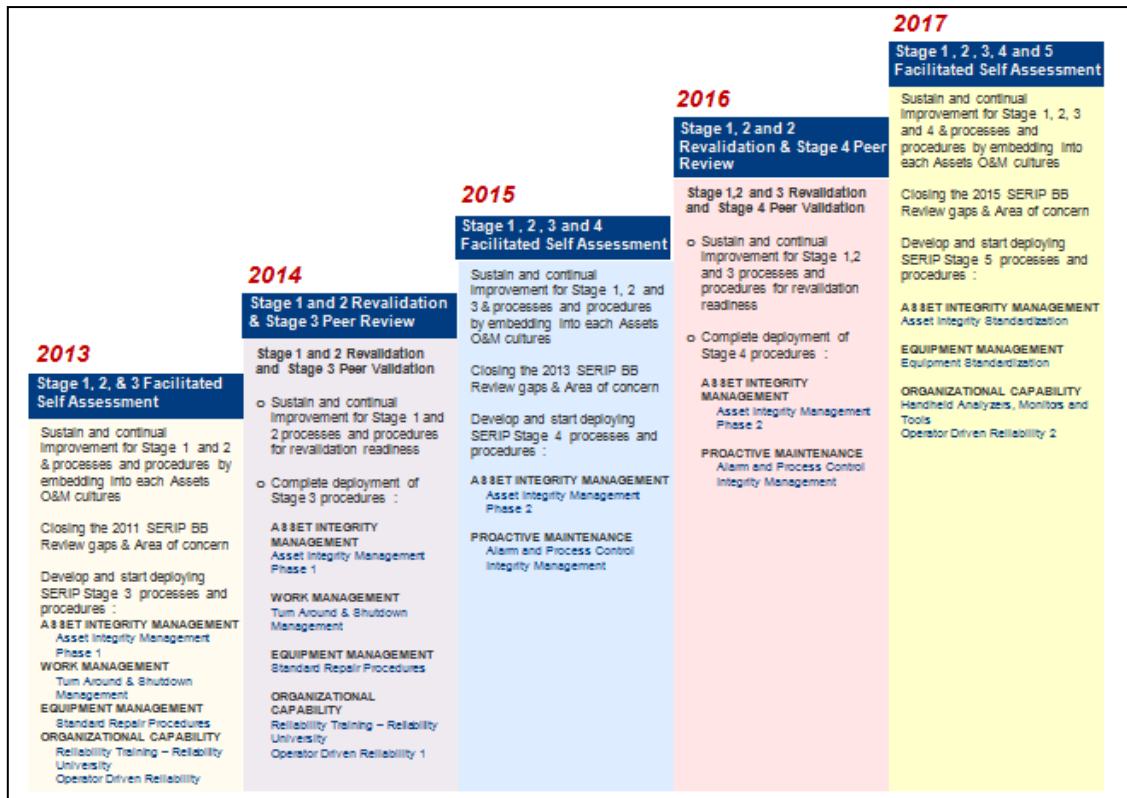 2013
Stage 1, 2, & 3 Facilitated
Self Assessment
Sustain and continual
Improvement for Stage 1 and 2
& processes and procedures by
embedding into each Assets
O&M cultures
Closing the 2011 SERIP BB
Review gaps & Area of concern
Develop and start deploying
SERIP Stage 3 processes and
procedures :
ASSET INTEGRITY MANAGEMENT
Asset Integrity Management
Phase 1
WORK MANAGEMENT
Turn Around & Shutdown
Management
EQUIPMENT MANAGEMENT
Standard Repair Procedures
ORGANIZATIONAL CAPABILITY
Reliability Training – Reliability
University
Operator Driven Reliability
2014
Stage 1 and 2 Revalidation
& Stage 3 Peer Review
Stage 1 and 2 Revalidation
and Stage 3 Peer Validation
o Sustain and continual
Improvement for Stage 1 and
2 processes and procedures
for revalidation readiness
o Complete deployment of
Stage 3 procedures :
ASSET INTEGRITY
MANAGEMENT
Asset Integrity Management
Phase 1
WORK MANAGEMENT
Turn Around & Shutdown
Management
EQUIPMENT MANAGEMENT
Standard Repair Procedures
ORGANIZATIONAL
CAPABILITY
Reliability Training – Reliability
University
Operator Driven Reliability 1
2015
Stage 1 , 2, 3 and 4
Facilitated Self Assessment
Sustain and continual
Improvement for Stage 1, 2 and
3 & processes and procedures
by embedding into each Assets
O&M cultures
Closing the 2013 SERIP BB
Review gaps & Area of concern
Develop and start deploying
SERIP Stage 4 processes and
procedures :
ASSET INTEGRITY MANAGEMENT
Asset Integrity Management
Phase 2
PROACTIVE MAINTENANCE
Alarm and Process Control
Integrity Management
2016
Stage 1, 2 and 2
Revalidation & Stage 4 Peer
Review
Stage 1,2 and 3 Revalidation
and Stage 4 Peer Validation
o Sustain and continual
Improvement for Stage 1,2
and 3 processes and
procedures for revalidation
readiness
o Complete deployment of
Stage 4 procedures :
ASSET INTEGRITY
MANAGEMENT
Asset Integrity Management
Phase 2
PROACTIVE MAINTENANCE
Alarm and Process Control
Integrity Management
2017
Stage 1 , 2 , 3, 4 and 5
Facilitated Self Assessment
Sustain and continual
Improvement for Stage 1, 2, 3
and 4 & processes and
procedures by embedding into
each Assets O&M cultures
Closing the 2015 SERIP BB
Review gaps & Area of concern
Develop and start deploying
SERIP Stage 5 processes and
procedures :
ASSET INTEGRITY MANAGEMENT
Asset Integrity Standardization
EQUIPMENT MANAGEMENT
Equipment Standardization
ORGANIZATIONAL CAPABILITY
Handheld Analyzers, Monitors and
Tools
Operator Driven Reliability 2